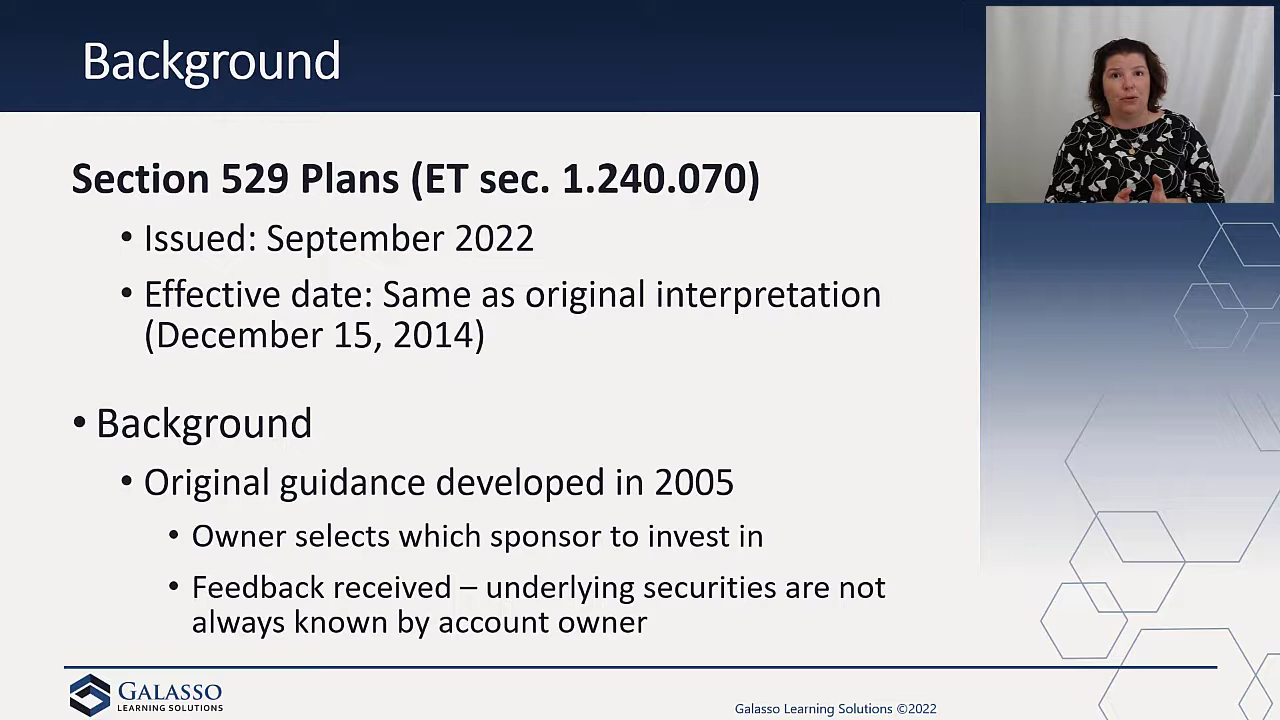 Background
Section 529 Plans (ET sec. 1.240.070)
• Issued: September 2022
• Effective date: Same as original interpretation
(December 15, 2014)
• Background
• Original guidance developed in 2005
• Owner selects which sponsor to invest in
• Feedback received – underlying securities are not
always known by account owner
GALASSO
LEARNING SOLUTIONS
Galasso Learning Solutions ©2022